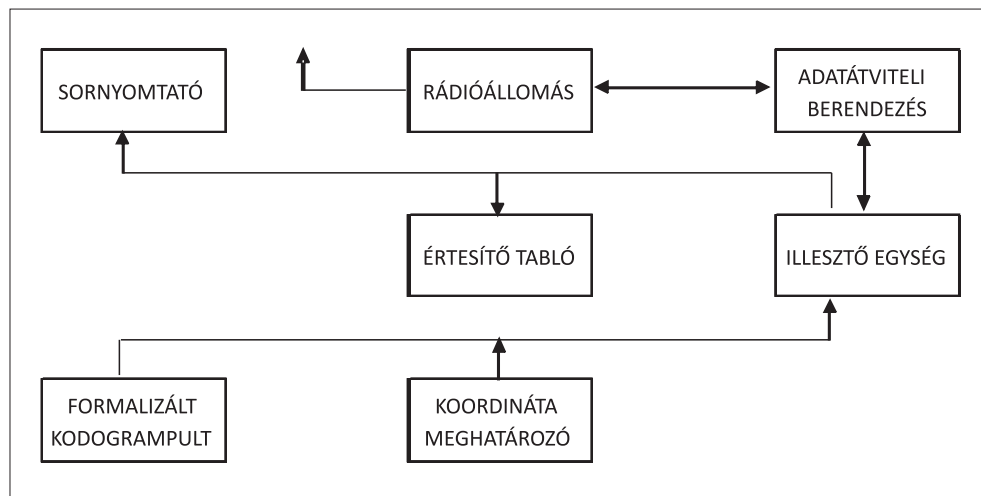 SORNYOMTATÓ
RÁDIÓÁLLOMÁS
ADATÁTVITELI
BERENDEZÉS
ÉRTESÍTŐ TABLÓ
ILLESZTŐ EGYSÉG
FORMALIZÁLT
KODOGRAMPULT
KOORDINÁTA
MEGHATÁROZÓ